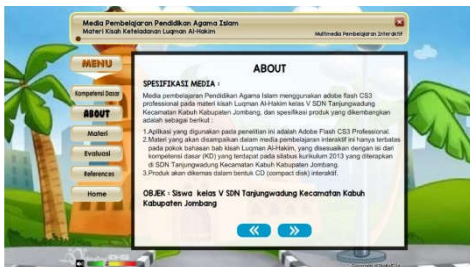 Media Pembelajaran Pendidikan Agama Islam
Materi Kisah Keteladanan Luqman Al-Hakim
Multimedia Pembelajaran Interaktif
MENU
Kompetensi Dasar
ABOUT
Materi
Evaluasi
References
Home
ABOUT
SPESIFIKASI MEDIA :
Media pembelajaran Pendidikan Agama Islam menggunakan adobe flash CS3
professional pada materi kisah Luqman Al-Hakim kelas V SDN Tanjungwadung
Kecamatan Kabuh Kabupaten Jombang, dan spesifikasi produk yang dikembangkan
adalah sebagai berikut :
1.Aplikasi yang digunakan pada penelitian ini adalah Adobe Flash CS3 Professional.
2.Materi yang akan disampaikan dalam media pembelajaran interaktif ini hanya terbatas
pada pokok bahasan bab kisah Luqman Al-Hakim, yang disesuaikan dengan isi dari
kompetensi dasar (KD) yang terdapat pada silabus kurikulum 2013 yang diterapkan
di SDN Tanjungwadung Kecamatan Kabuh Kabupaten Jombang.
3.Produk akan dikemas dalam bentuk CD (compact disk) interaktif.
OBJEK : Siswa kelas V SDN Tanjungwadung Kecamatan Kabuh
Kabupaten Jombang